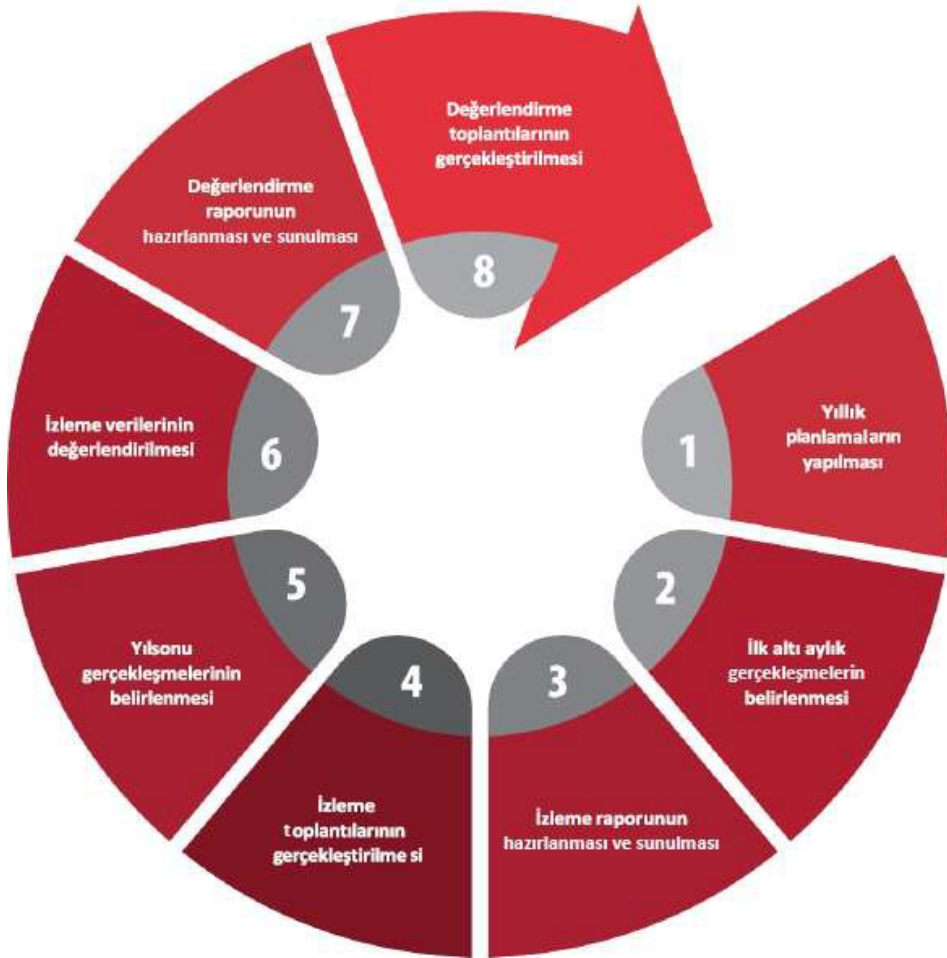 1
Yıllık
planlamaların
yapılması
2
İlk altı aylık
gerçekleşmelerin
belirlenmesi
3
İzleme raporunun
hazırlanması ve sunulması
4
İzleme
toplantılarının
gerçekleştirilme si
5
Yılsonu
gerçekleşmelerinin
belirlenmesi
6
İzleme verilerinin
değerlendirilmesi
7
Değerlendirme
raporunun
hazırlanması ve sunulması
8
Değerlendirme
toplantılarının
gerçekleştirilmesi